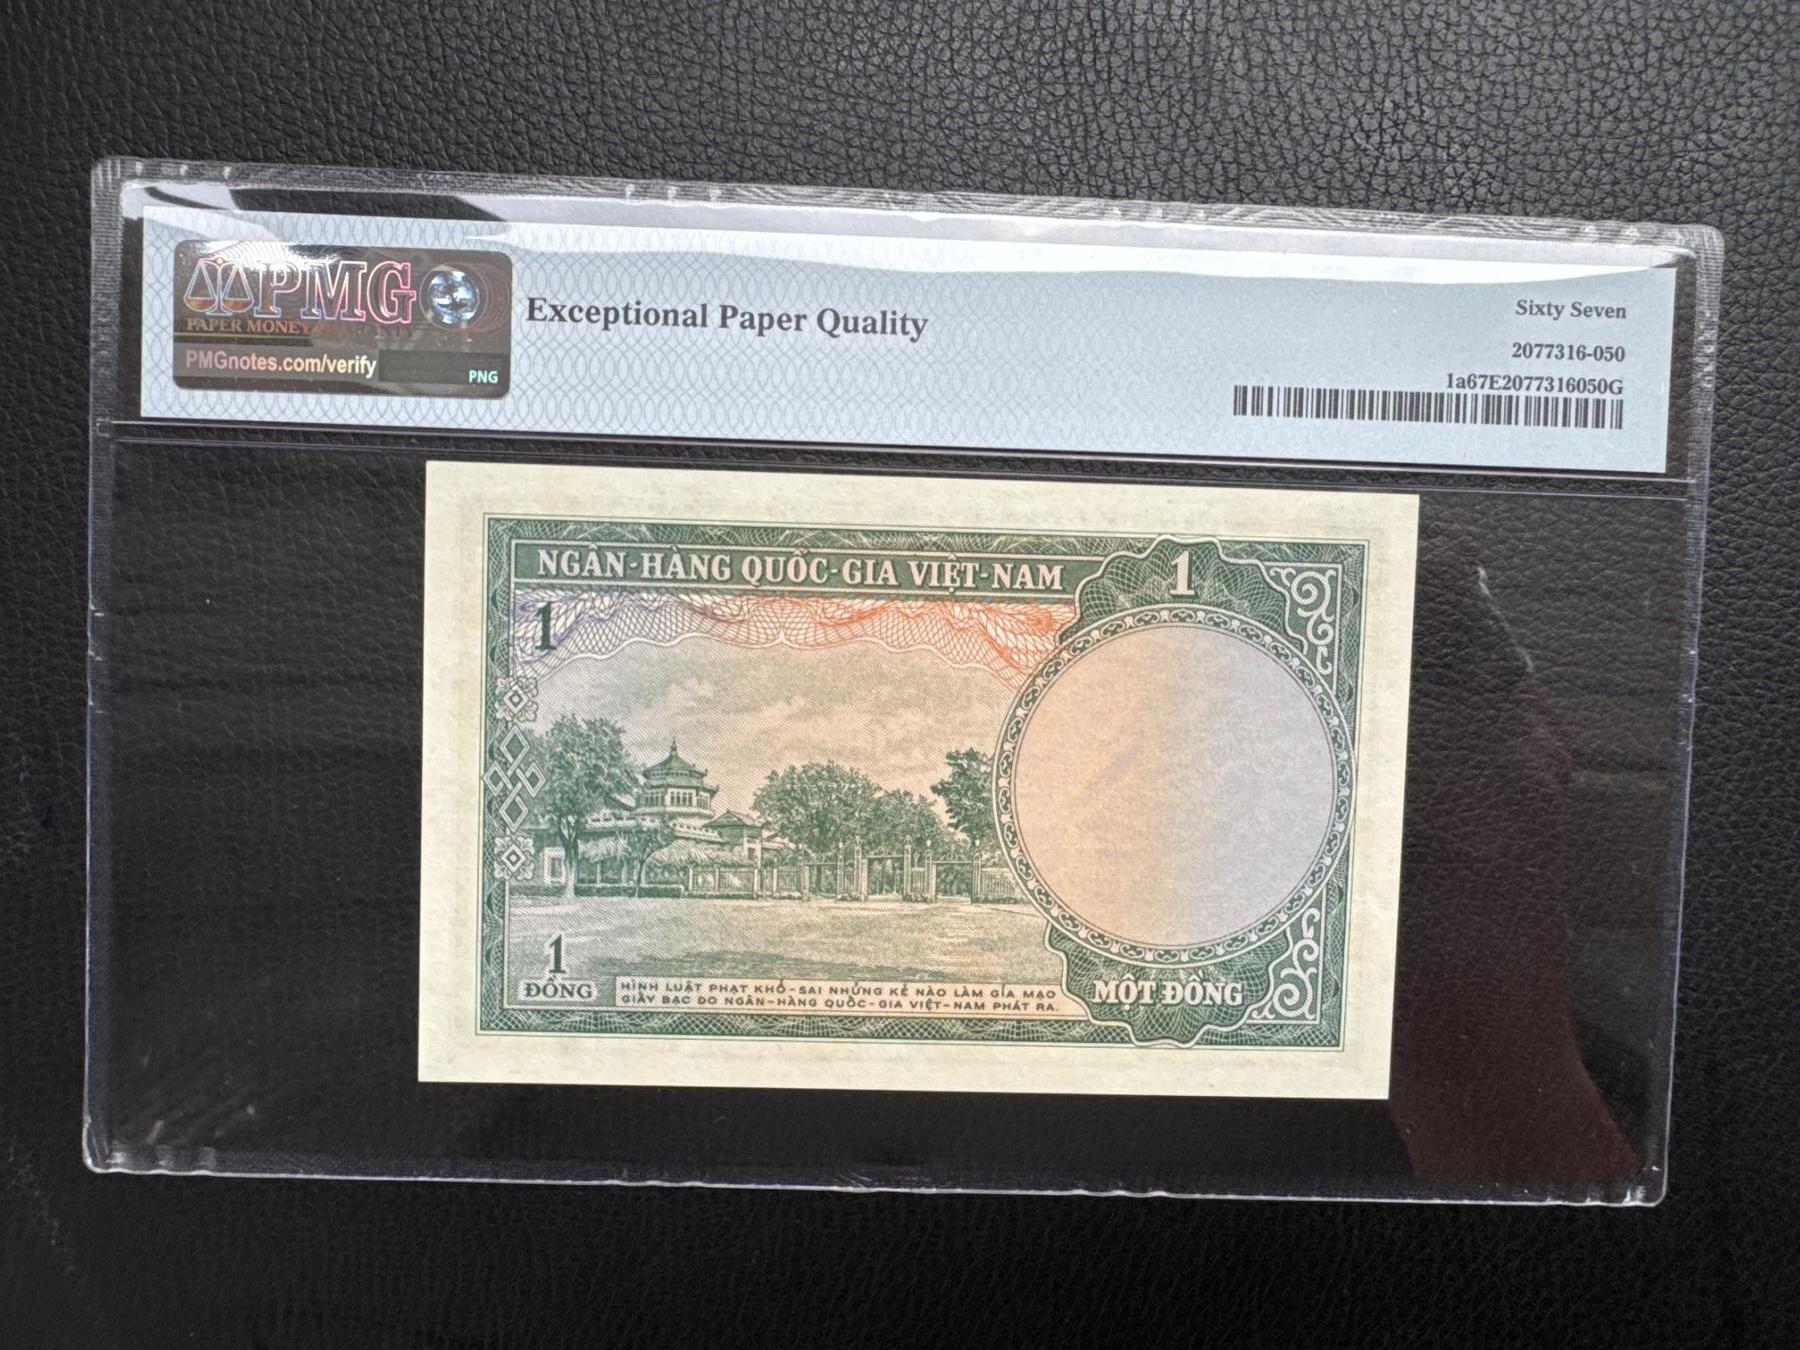 PMG
PAPER MONEY
PMGnotes.com/verify
PNG
Exceptional Paper Quality
Sixty Seven
2077316-050
1a67E2077316050G
NGÂN-HÀNG QUỐC-GIA VIỆT-NAM
1
1
1
ĐỒNG
HÌNH LUẬT PHẠT KHỔ-SAI NHỮNG KẺ NÀO LÀM GIẢ MẠO
GIẤY BẠC DO NGÂN-HÀNG QUỐC-GIA VIỆT-NAM PHÁT RA.
MỘT ĐỒNG